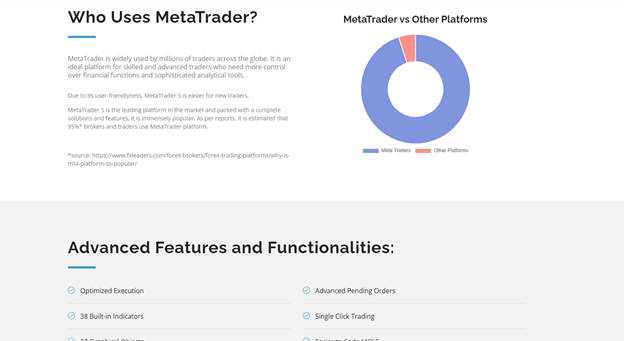 Who Uses MetaTrader?
MetaTrader is widely used by millions of traders across the globe. It is an
ideal platform for skilled and advanced traders who need more control
over financial functions and sophisticated analytical tools.
Due to its user-friendlyness, MetaTrader 5 is easier for new traders.
MetaTrader 5 is the leading platform in the market and packed with a complete
solutions and features, it is immensely popular. As per reports, it is estimated that
95%* brokers and traders use MetaTrader platform.
*source: https://www.fxleaders.com/forex-brokers/forex-trading-platforms/why-is-
mt4-platform-so-popular/
MetaTrader vs Other Platforms
Meta Traders
Other Platforms
Advanced Features and Functionalities:
Optimized Execution
Advanced Pending Orders
38 Built-in Indicators
Single Click Trading